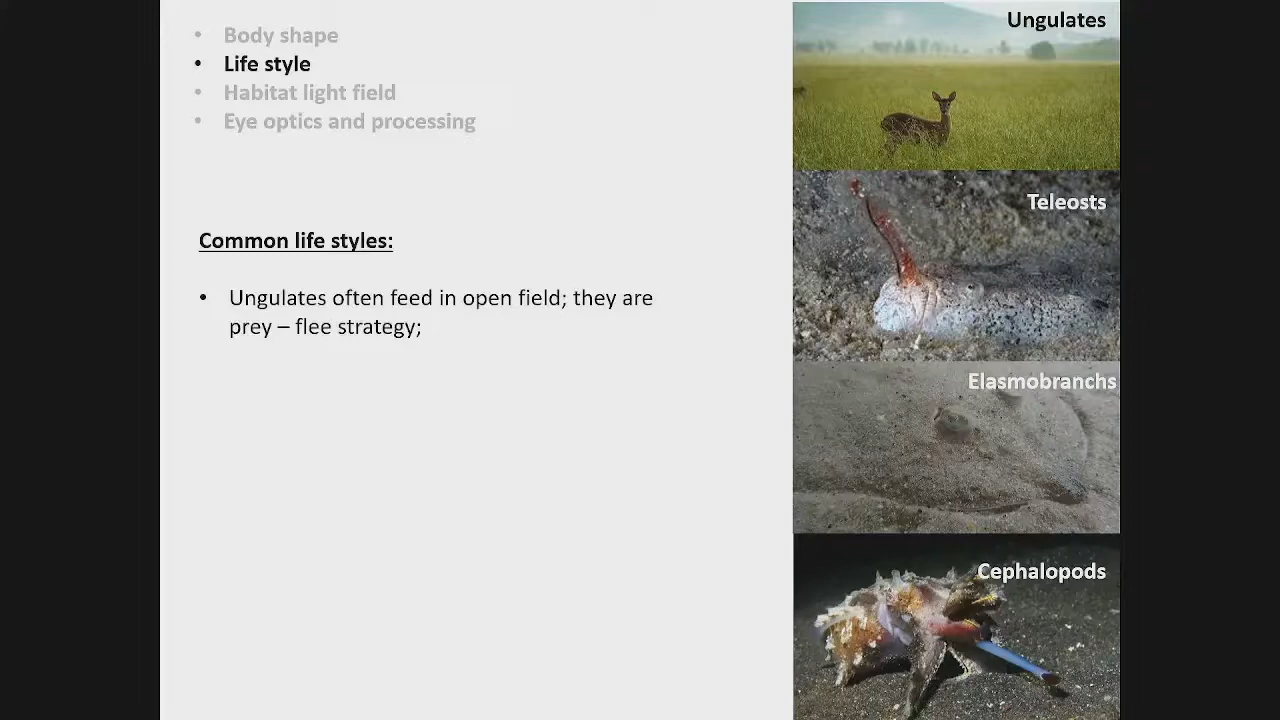 • Body shape
• Life style
• Habitat light field
• Eye optics and processing
Common life styles:
• Ungulates often feed in open field; they are
prey – flee strategy;
Ungulates
Teleosts
Elasmobranchs
Cephalopods